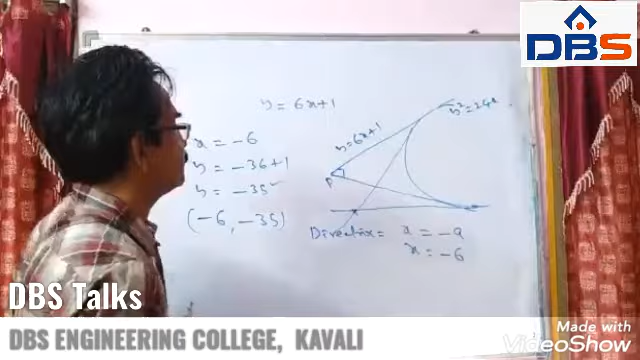 DBS
y = 6x+1
x = -6
y = -36+1
y = -35
(-6, -35)
y=6x+1
y²=24x
P
Directrix = x = -a
x = -6
DBS Talks
DBS ENGINEERING COLLEGE, KAVALI
Made with
VideoShow